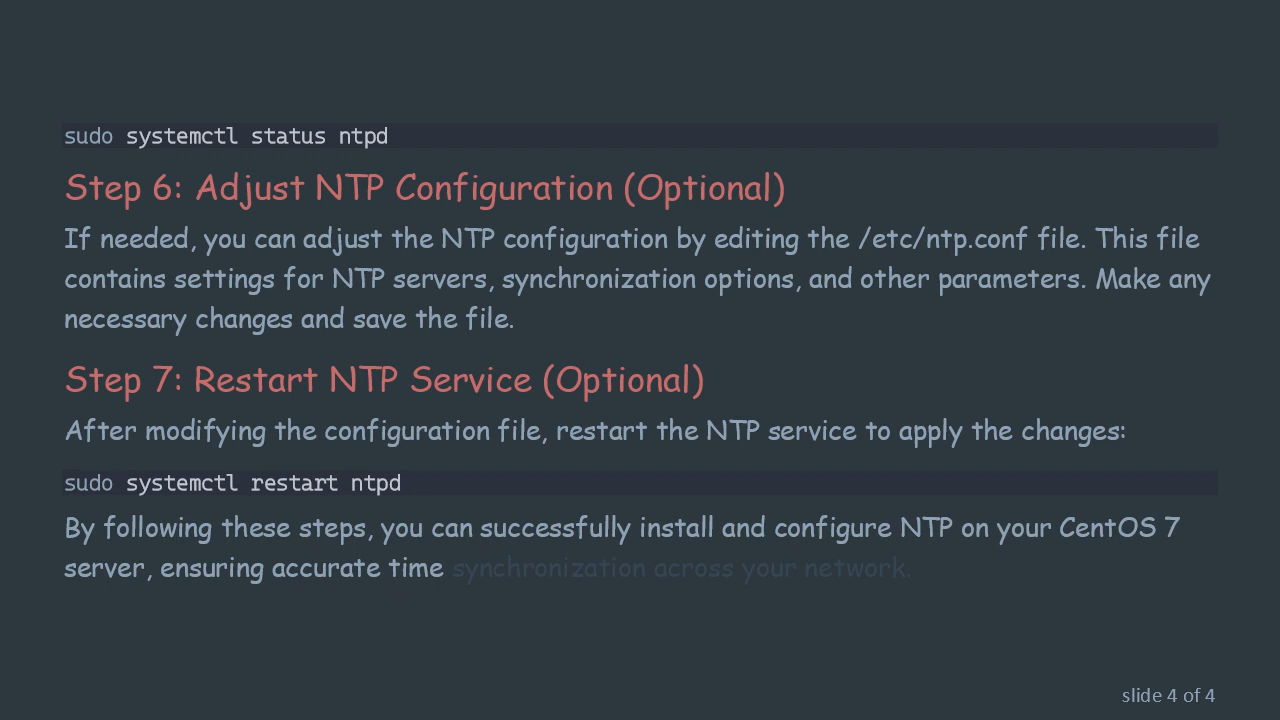 sudo systemctl status ntpd
Step 6: Adjust NTP Configuration (Optional)
If needed, you can adjust the NTP configuration by editing the /etc/ntp.conf file. This file
contains settings for NTP servers, synchronization options, and other parameters. Make any
necessary changes and save the file.
Step 7: Restart NTP Service (Optional)
After modifying the configuration file, restart the NTP service to apply the changes:
sudo systemctl restart ntpd
By following these steps, you can successfully install and configure NTP on your CentOS 7
server, ensuring accurate time synchronization across your network.
slide 4 of 4